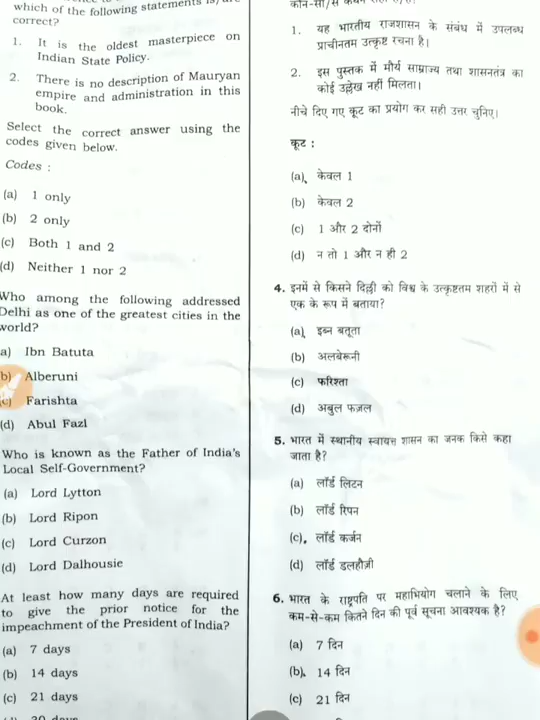 which of the following statements is/are
correct?
1. It is the oldest masterpiece on
Indian State Policy.
2. There is no description of Mauryan
empire and administration in this
book.
Select the correct answer using the
codes given below.
Codes :
(a) 1 only
(b) 2 only
(c) Both 1 and 2
(d) Neither 1 nor 2
Who among the following addressed
Delhi as one of the greatest cities in the
world?
a) Ibn Batuta
b) Alberuni
(c) Farishta
(d) Abul Fazl
Who is known as the Father of India's
Local Self-Government?
(a) Lord Lytton
(b) Lord Ripon
(c) Lord Curzon
(d) Lord Dalhousie
At least how many days are required
to give the prior notice for the
impeachment of the President of India?
(a) 7 days
(b) 14 days
(c) 21 days
1. यह भारतीय राजशासन के संबंध में उपलब्ध
प्राचीनतम उत्कृष्ट रचना है।
2. इस पुस्तक में मौर्य साम्राज्य तथा शासनतंत्र का
कोई उल्लेख नहीं मिलता।
नीचे दिए गए कूट का प्रयोग कर सही उत्तर चुनिए।
कूट :
(a) केवल 1
(b) केवल 2
(c) 1 और 2 दोनों
(d) न तो 1 और न ही 2
4. इनमें से किसने दिल्ली को विश्व के उत्कृष्टतम शहरों में से
एक के रूप में बताया?
(a) इब्न बतूता
(b) अलबेरूनी
(c) फरिश्ता
(d) अबुल फज़ल
5. भारत में स्थानीय स्वायत्त शासन का जनक किसे कहा
जाता है?
(a) लॉर्ड लिटन
(b) लॉर्ड रिपन
(c) लॉर्ड कर्जन
(d) लॉर्ड डलहौज़ी
6. भारत के राष्ट्रपति पर महाभियोग चलाने के लिए
कम-से-कम कितने दिन की पूर्व सूचना आवश्यक है?
(a) 7 दिन
(b) 14 दिन
(c) 21 दिन